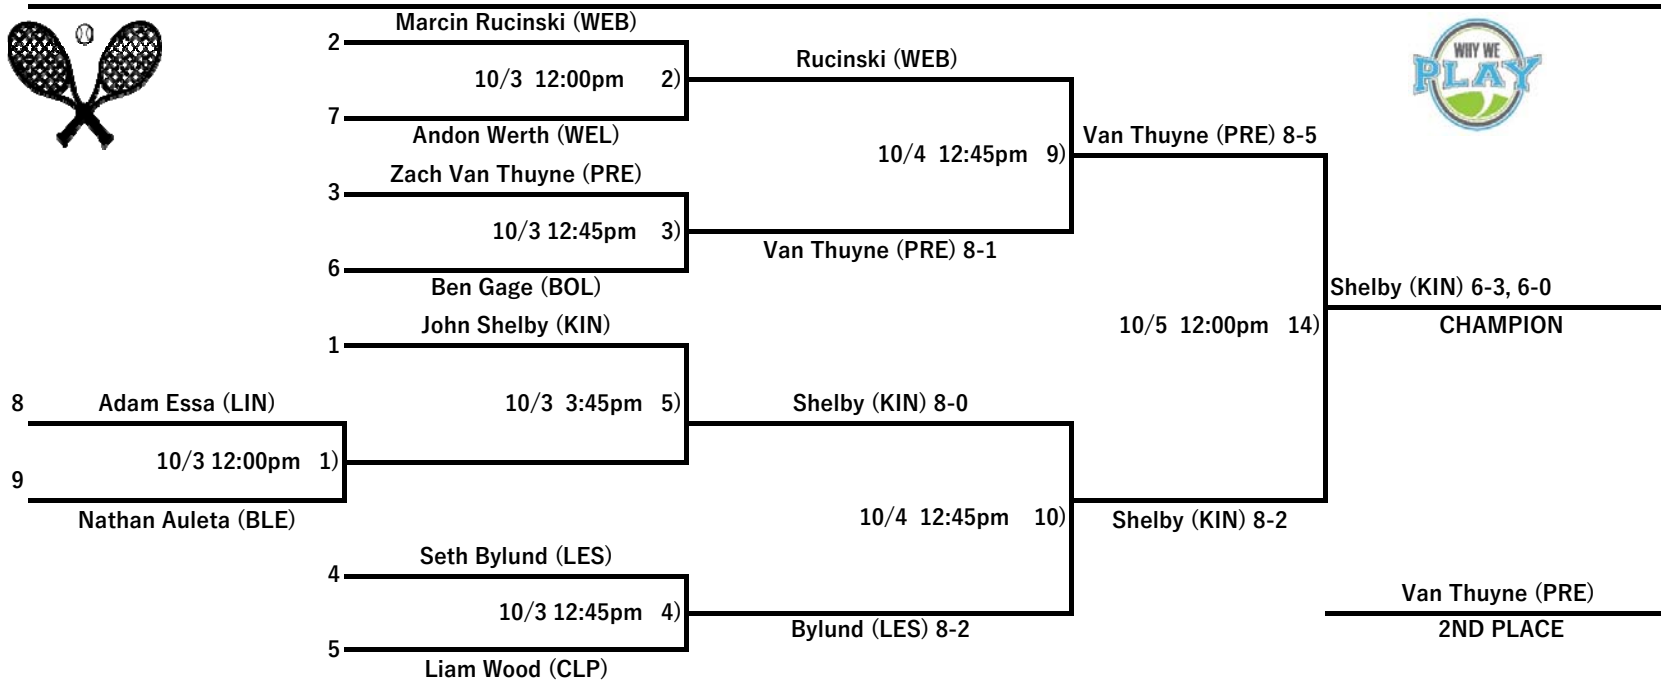 Marcin Rucinski (WEB)
2
10/3 12:00pm 2)
7
Andon Werth (WEL)
Rucinski (WEB)
WHY WE
PLAY
Zach Van Thuyne (PRE)
3
10/3 12:45pm 3)
6
Ben Gage (BOL)
Van Thuyne (PRE) 8-1
10/4 12:45pm 9)
Van Thuyne (PRE) 8-5
John Shelby (KIN)
1
10/3 3:45pm 5)
8
Adam Essa (LIN)
10/3 12:00pm 1)
9
Nathan Auleta (BLE)
Shelby (KIN) 8-0
Seth Bylund (LES)
4
10/3 12:45pm 4)
5
Liam Wood (CLP)
Bylund (LES) 8-2
10/4 12:45pm 10)
Shelby (KIN) 8-2
10/5 12:00pm 14)
Shelby (KIN) 6-3, 6-0
CHAMPION
Van Thuyne (PRE)
2ND PLACE